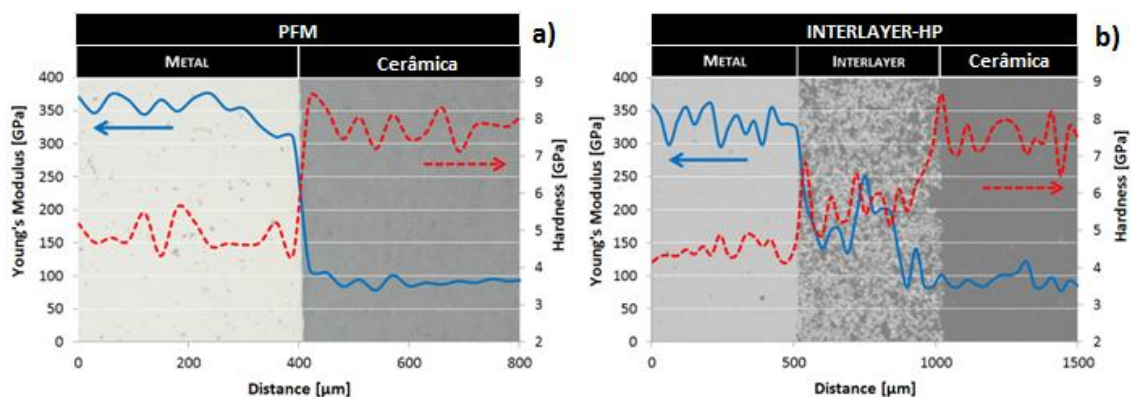 PFM
a)
METAL
Cerâmica
Young's Modulus [GPa]
400
350
300
250
200
150
100
50
0
9
8
7
6
5
4
3
2
Hardness [GPa]
0
200
400
600
800
Distance [µm]
INTERLAYER-HP
b)
METAL
INTERLAYER
Cerâmica
Young's Modulus [GPa]
400
350
300
250
200
150
100
50
0
9
8
7
6
5
4
3
2
Hardness [GPa]
0
500
1000
1500
Distance [µm]